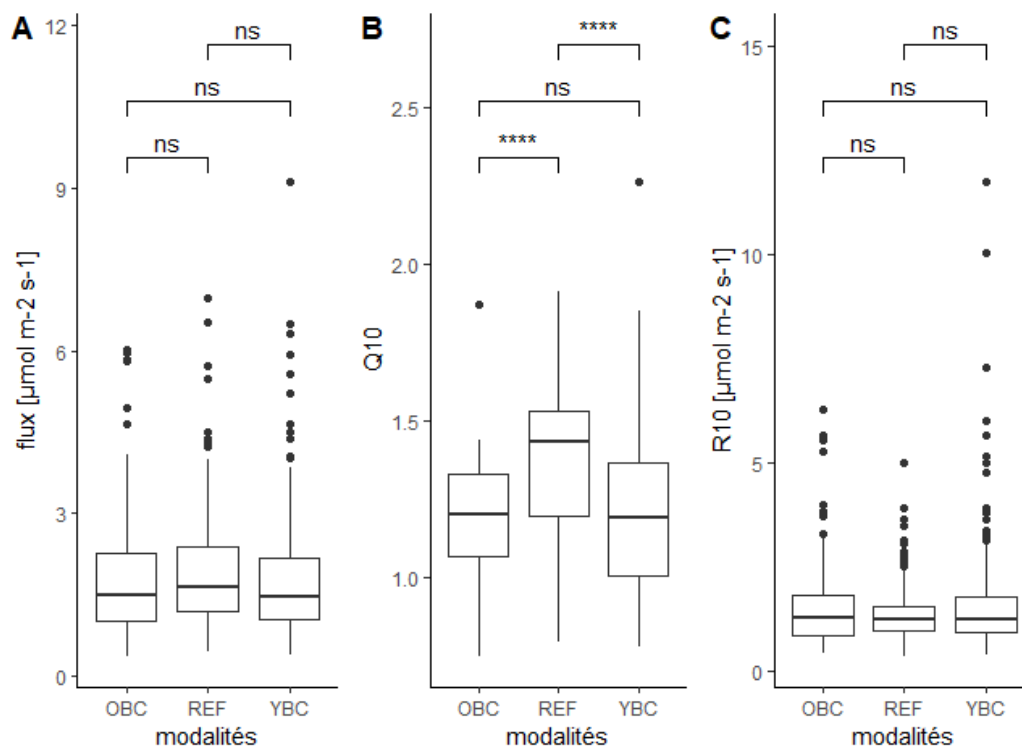 A
12
9
6
3
0
flux [µmol m-2 s-1]
ns
ns
ns
OBC REF YBC
modalités
B
2.5
2.0
1.5
1.0
Q10
****
ns
****
OBC REF YBC
modalités
C
15
10
5
0
R10 [µmol m-2 s-1]
ns
ns
ns
OBC REF YBC
modalités